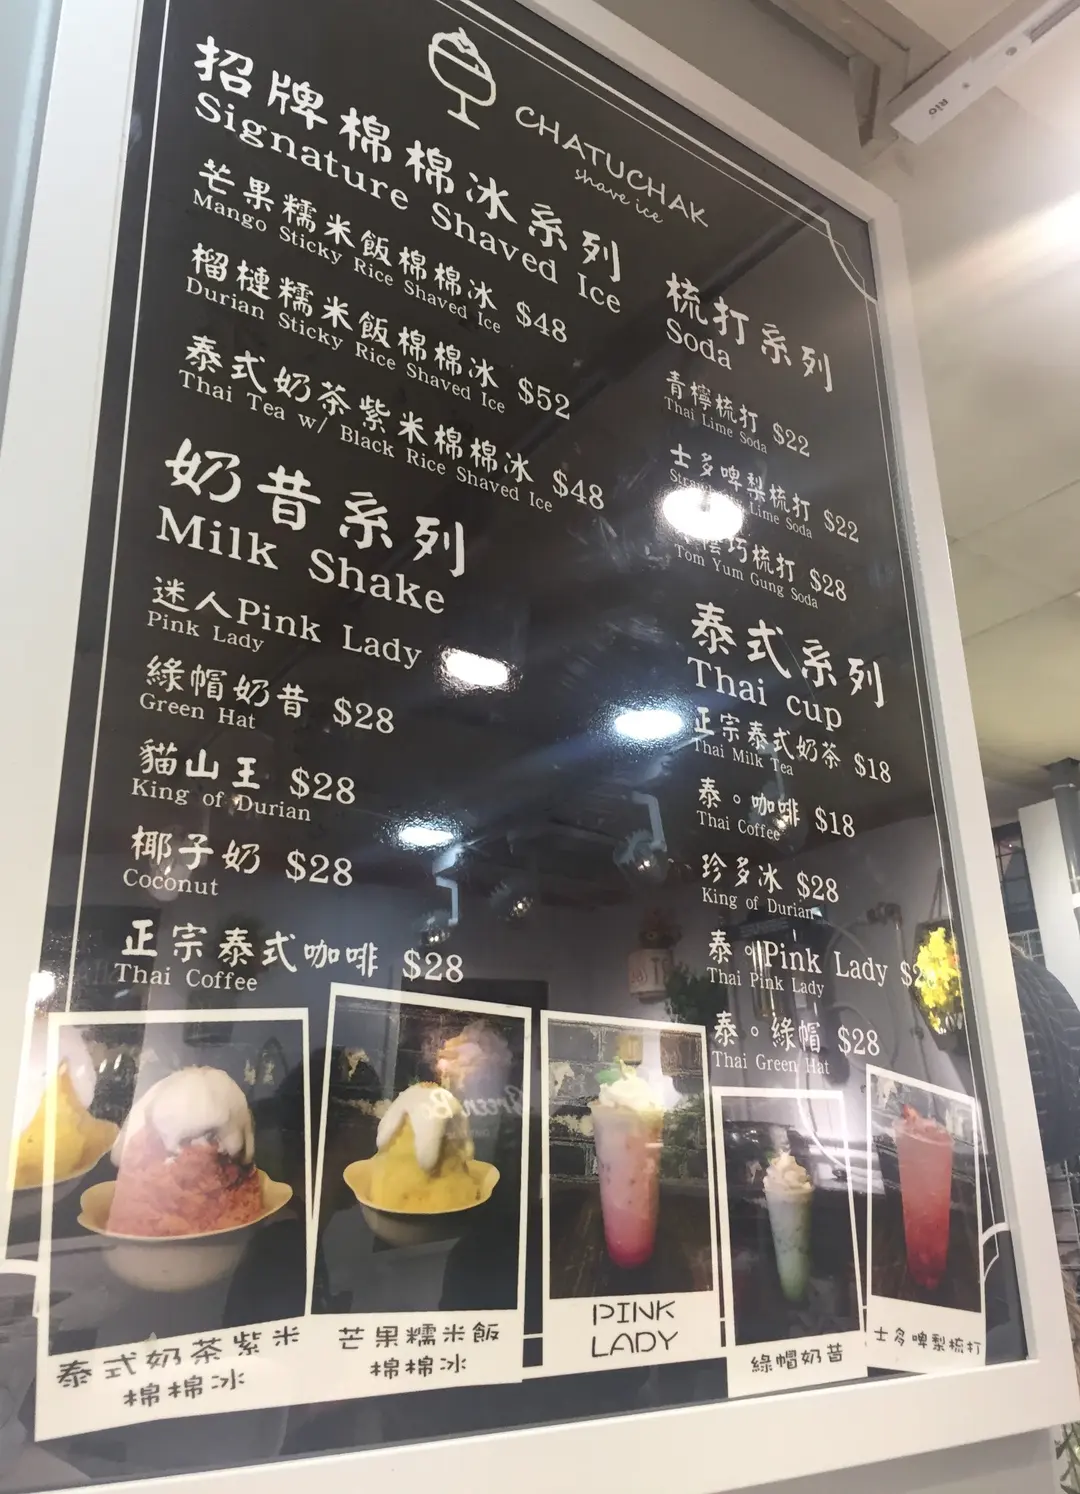 CHATUCHAK
shave ice
招牌棉棉冰系列
Signature Shaved Ice
芒果糯米飯棉棉冰 $48
Mango Sticky Rice Shaved Ice
榴槤糯米飯棉棉冰 $52
Durian Sticky Rice Shaved Ice
泰式奶茶紫米棉棉冰 $48
Thai Tea w/ Black Rice Shaved Ice
奶昔系列
Milk Shake
迷人Pink Lady
Pink Lady
綠帽奶昔 $28
Green Hat
貓山王 $28
King of Durian
椰子奶 $28
Coconut
正宗泰式咖啡 $28
Thai Coffee
梳打系列
Soda
青檸梳打 $22
Thai Lime Soda
士多啤梨梳打 $22
Lime Soda
陰巧梳打 $28
Tom Yum Gung Soda
泰式系列
Thai cup
正宗泰式奶茶 $18
Thai Milk Tea
泰。咖啡 $18
Thai Coffee
珍多冰 $28
King of Durian
泰。Pink Lady
Thai Pink Lady
泰。綠帽 $28
Thai Green Hat
泰式奶茶紫米
棉棉冰
芒果糯米飯
棉棉冰
PINK
LADY
綠帽奶昔
士多啤梨梳打